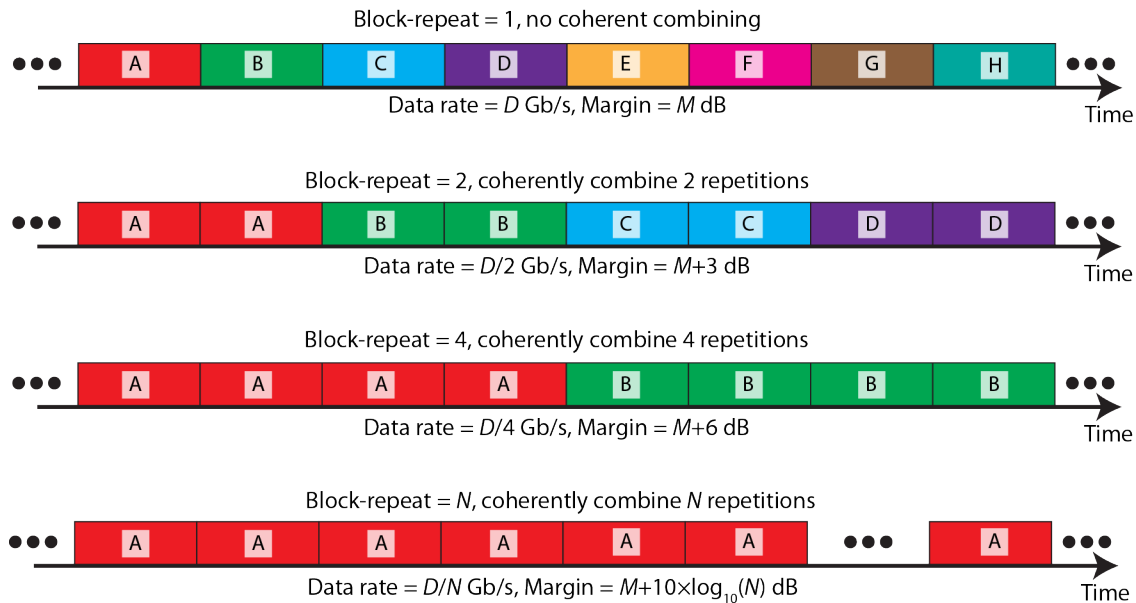 Block-repeat = 1, no coherent combining
••• A B C D E F G H •••
Data rate = D Gb/s, Margin = M dB
Time
Block-repeat = 2, coherently combine 2 repetitions
••• A A B B C C D D •••
Data rate = D/2 Gb/s, Margin = M+3 dB
Time
Block-repeat = 4, coherently combine 4 repetitions
••• A A A A B B B B •••
Data rate = D/4 Gb/s, Margin = M+6 dB
Time
Block-repeat = N, coherently combine N repetitions
••• A A A A A A ••• A •••
Data rate = D/N Gb/s, Margin = M+10×log₁₀(N) dB
Time